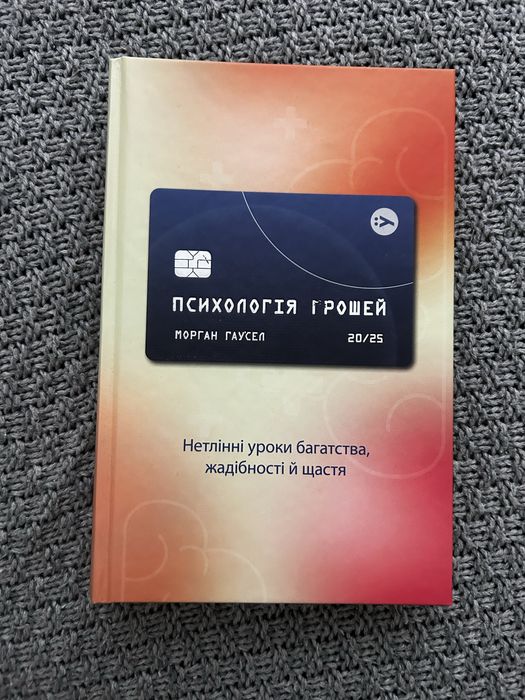 Ÿ
ПСИХОЛОГІЯ ГРОШЕЙ
МОРГАН ГАУСЕЛ 20/25
Нетлінні уроки багатства,
жадібності й щастя